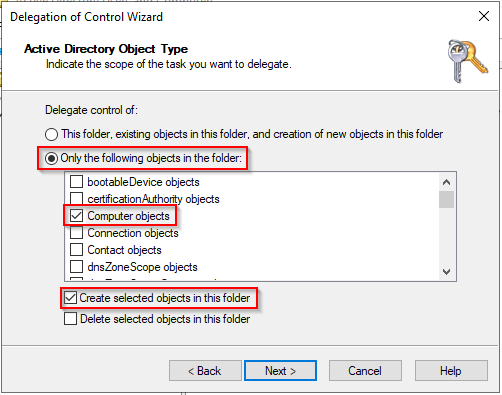 Delegation of Control Wizard
Active Directory Object Type
Indicate the scope of the task you want to delegate.
Delegate control of:
This folder, existing objects in this folder, and creation of new objects in this folder
Only the following objects in the folder:
bootableDevice objects
certificationAuthority objects
Computer objects
Connection objects
Contact objects
dnsZoneScope objects
Create selected objects in this folder
Delete selected objects in this folder
< Back
Next >
Cancel
Help